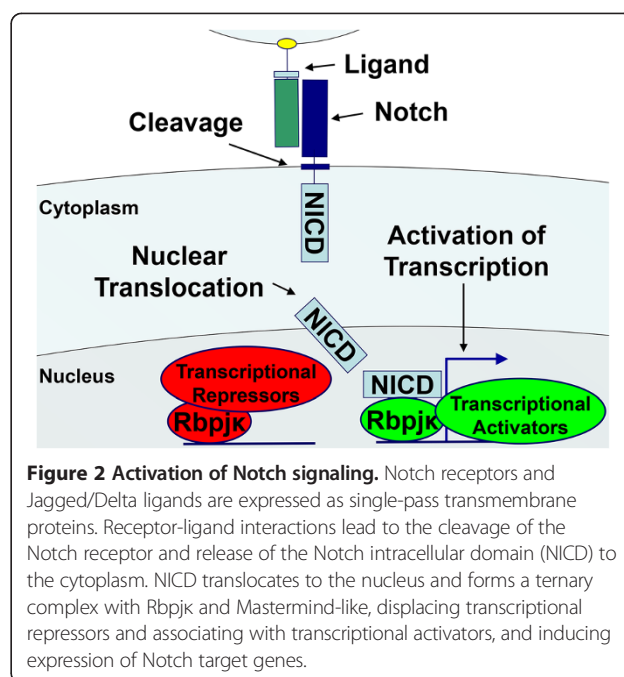 Ligand
Notch
Cleavage
Cytoplasm
NICD
Activation of
Transcription
Nuclear
Translocation
NICD
Nucleus
Transcriptional
Repressors
Rbpjκ
NICD
Rbpjκ
Transcriptional
Activators
Figure 2 Activation of Notch signaling. Notch receptors and
Jagged/Delta ligands are expressed as single-pass transmembrane
proteins. Receptor-ligand interactions lead to the cleavage of the
Notch receptor and release of the Notch intracellular domain (NICD) to
the cytoplasm. NICD translocates to the nucleus and forms a ternary
complex with Rbpjκ and Mastermind-like, displacing transcriptional
repressors and associating with transcriptional activators, and inducing
expression of Notch target genes.